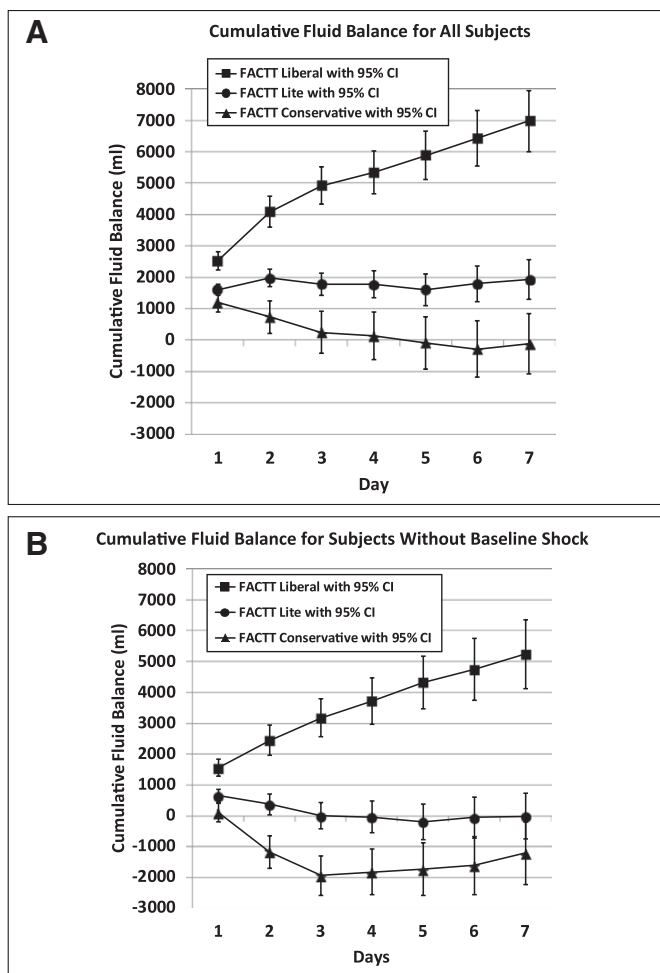 A
Cumulative Fluid Balance for All Subjects
FACTT Liberal with 95% CI
FACTT Lite with 95% CI
FACTT Conservative with 95% CI
Cumulative Fluid Balance (ml)
8000
7000
6000
5000
4000
3000
2000
1000
0
-1000
-2000
-3000
1 2 3 4 5 6 7
Day
B
Cumulative Fluid Balance for Subjects Without Baseline Shock
FACTT Liberal with 95% CI
FACTT Lite with 95% CI
FACTT Conservative with 95% CI
Cumulative Fluid Balance (ml)
8000
7000
6000
5000
4000
3000
2000
1000
0
-1000
-2000
-3000
1 2 3 4 5 6 7
Days